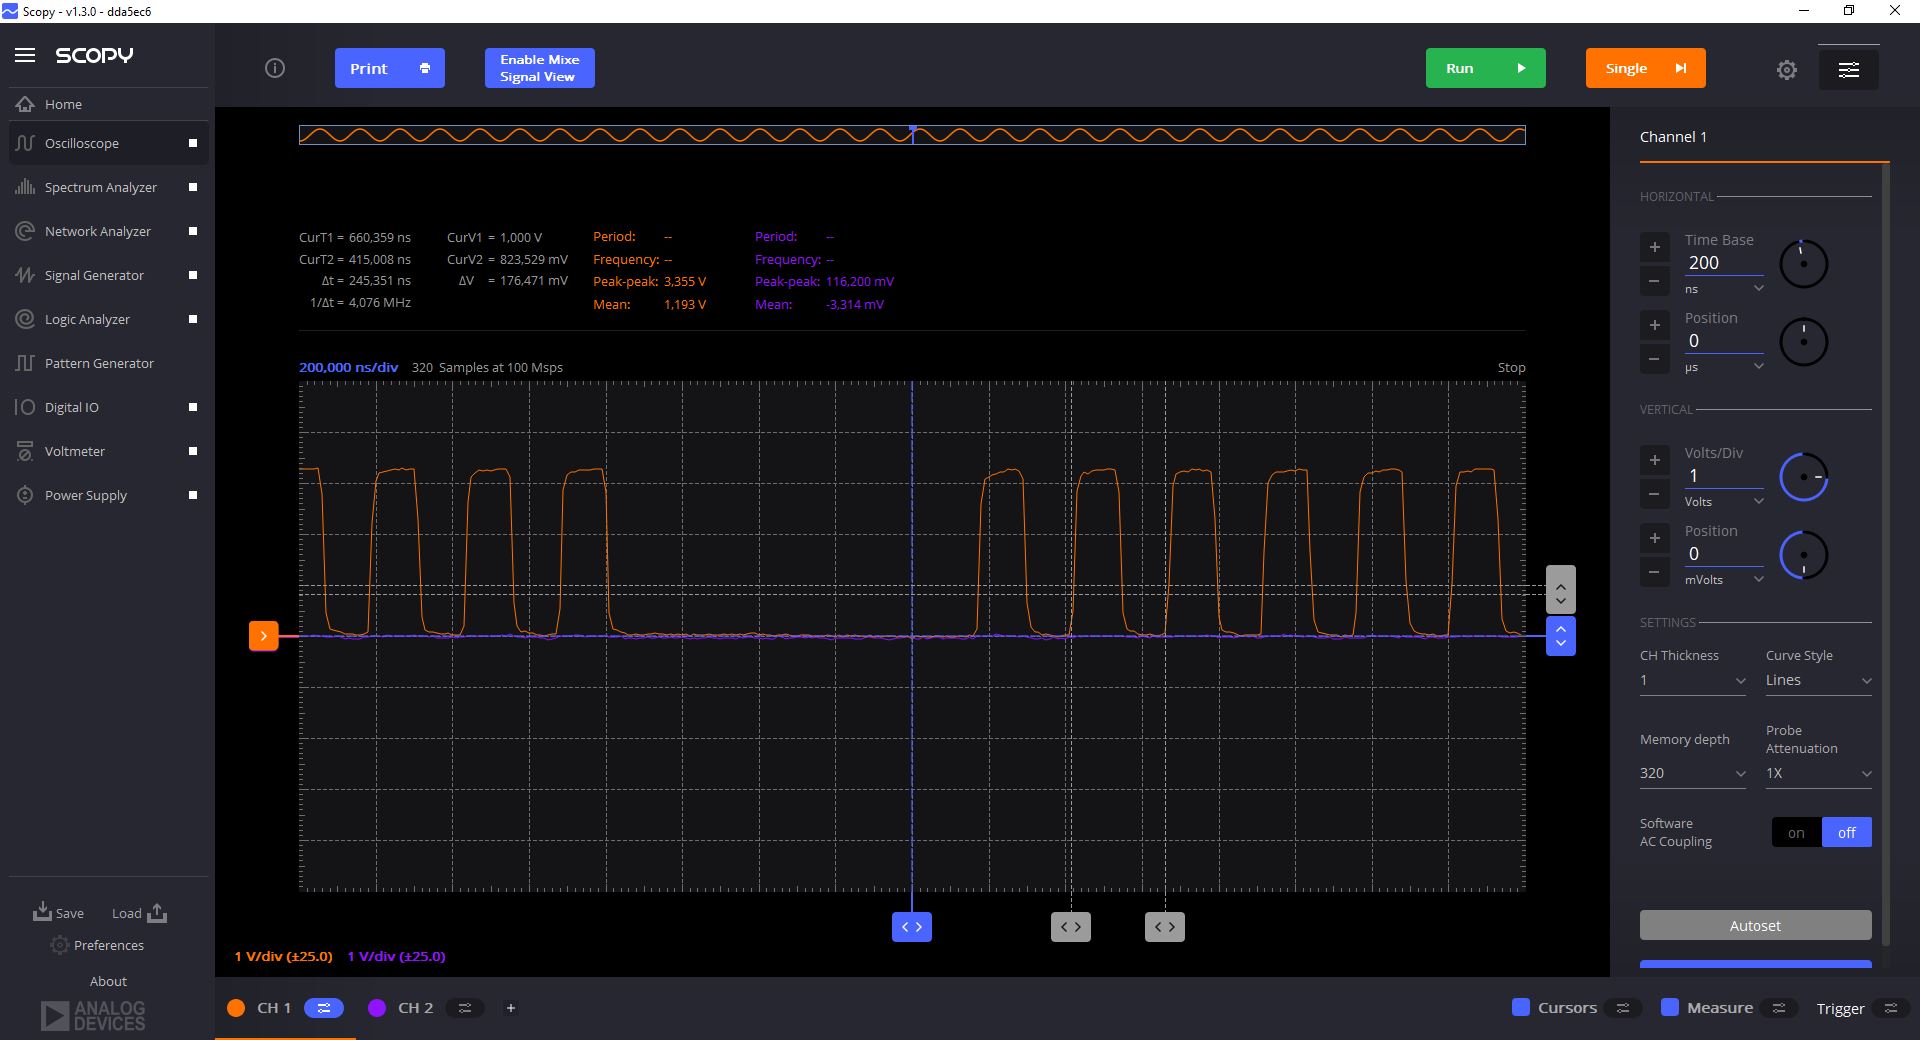 Scopy - v1.3.0 - dda5ec6
SCOPY
Print
Enable Mixe
Signal View
Run
Single
Home
Oscilloscope
Spectrum Analyzer
Network Analyzer
Signal Generator
Logic Analyzer
Pattern Generator
Digital IO
Voltmeter
Power Supply
Save
Load
Preferences
About
ANALOG
DEVICES
CurT1 = 660,359 ns
CurT2 = 415,008 ns
Δt = 245,351 ns
1/Δt = 4,076 MHz
CurV1 = 1,000 V
CurV2 = 823,529 mV
ΔV = 176,471 mV
Period: --
Frequency: --
Peak-peak: 3,355 V
Mean: 1,193 V
Period: --
Frequency: --
Peak-peak: 116,200 mV
Mean: -3,314 mV
200,000 ns/div 320 Samples at 100 Msps
Stop
1 V/div (±25.0) 1 V/div (±25.0)
CH 1
CH 2
+
Cursors
Measure
Trigger
Channel 1
HORIZONTAL
Time Base
+
200
-
ns
Position
+
0
-
µs
VERTICAL
Volts/Div
+
1
-
Volts
Position
+
0
-
mVolts
SETTINGS
CH Thickness
1
Curve Style
Lines
Memory depth
320
Probe
Attenuation
1X
Software
AC Coupling
on off
Autoset